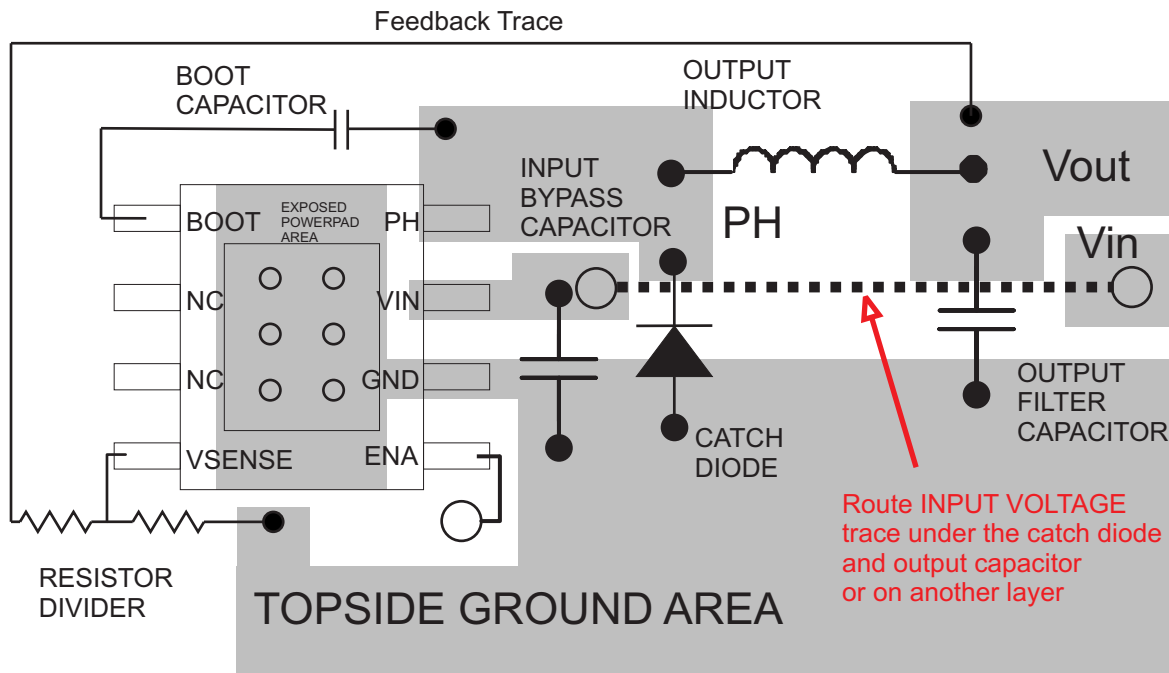 Feedback Trace
BOOT
CAPACITOR
OUTPUT
INDUCTOR
INPUT
BYPASS
CAPACITOR
Vout
PH
Vin
EXPOSED
POWERPAD
AREA
BOOT
PH
NC
VIN
NC
GND
VSENSE
ENA
CATCH
DIODE
OUTPUT
FILTER
CAPACITOR
Route INPUT VOLTAGE
trace under the catch diode
and output capacitor
or on another layer
RESISTOR
DIVIDER
TOPSIDE GROUND AREA